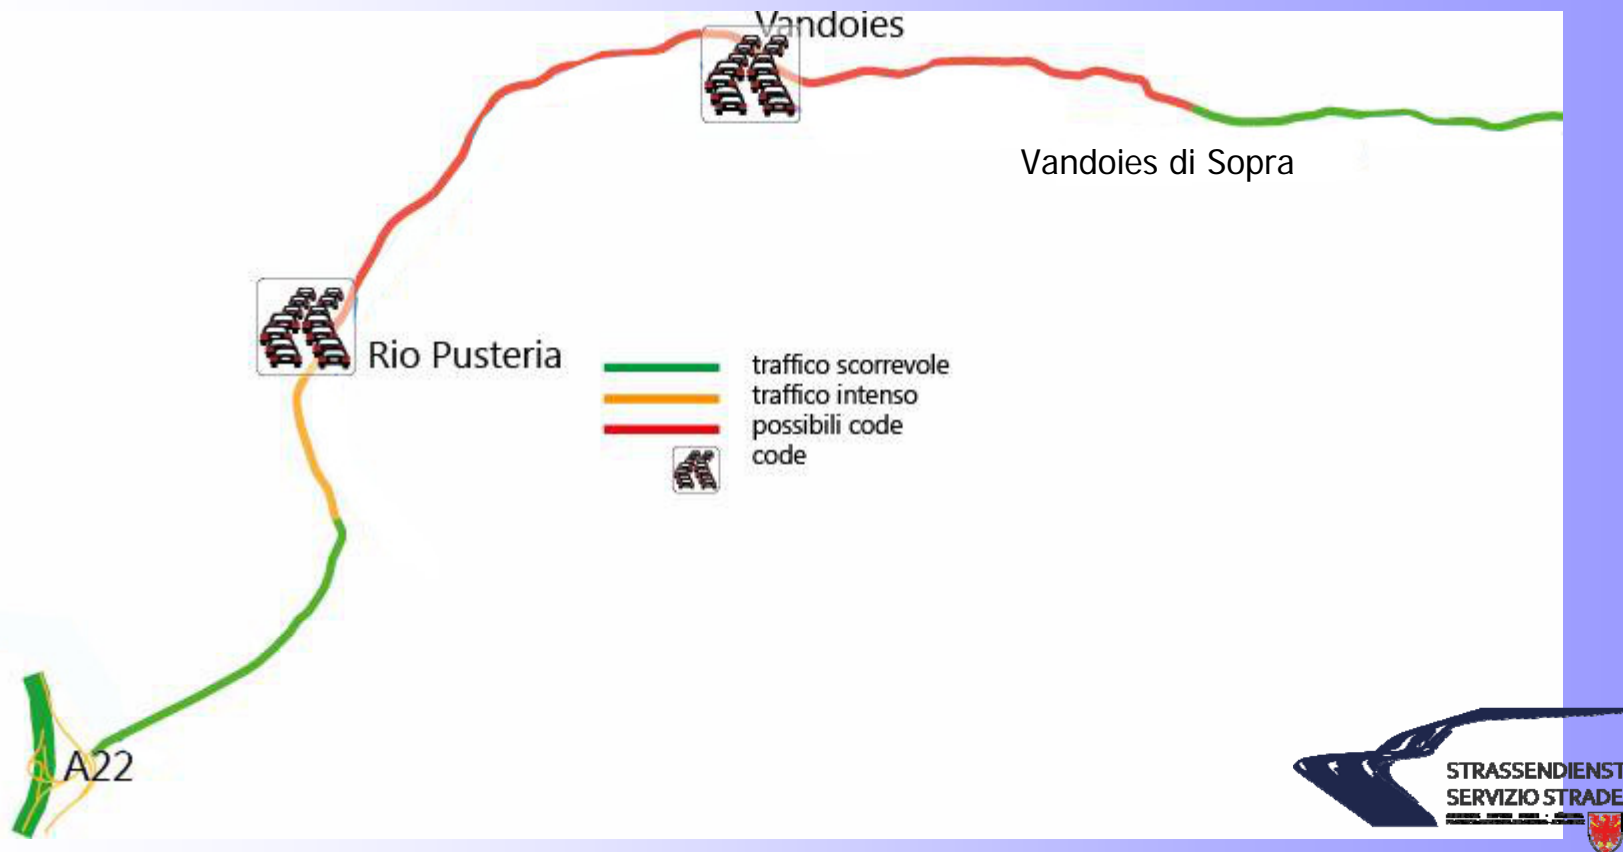 Vandoies
Vandoies di Sopra
Rio Pusteria
traffico scorrevole
traffico intenso
possibili code
code
A22
STRASSENDIENST
SERVIZIO STRADE